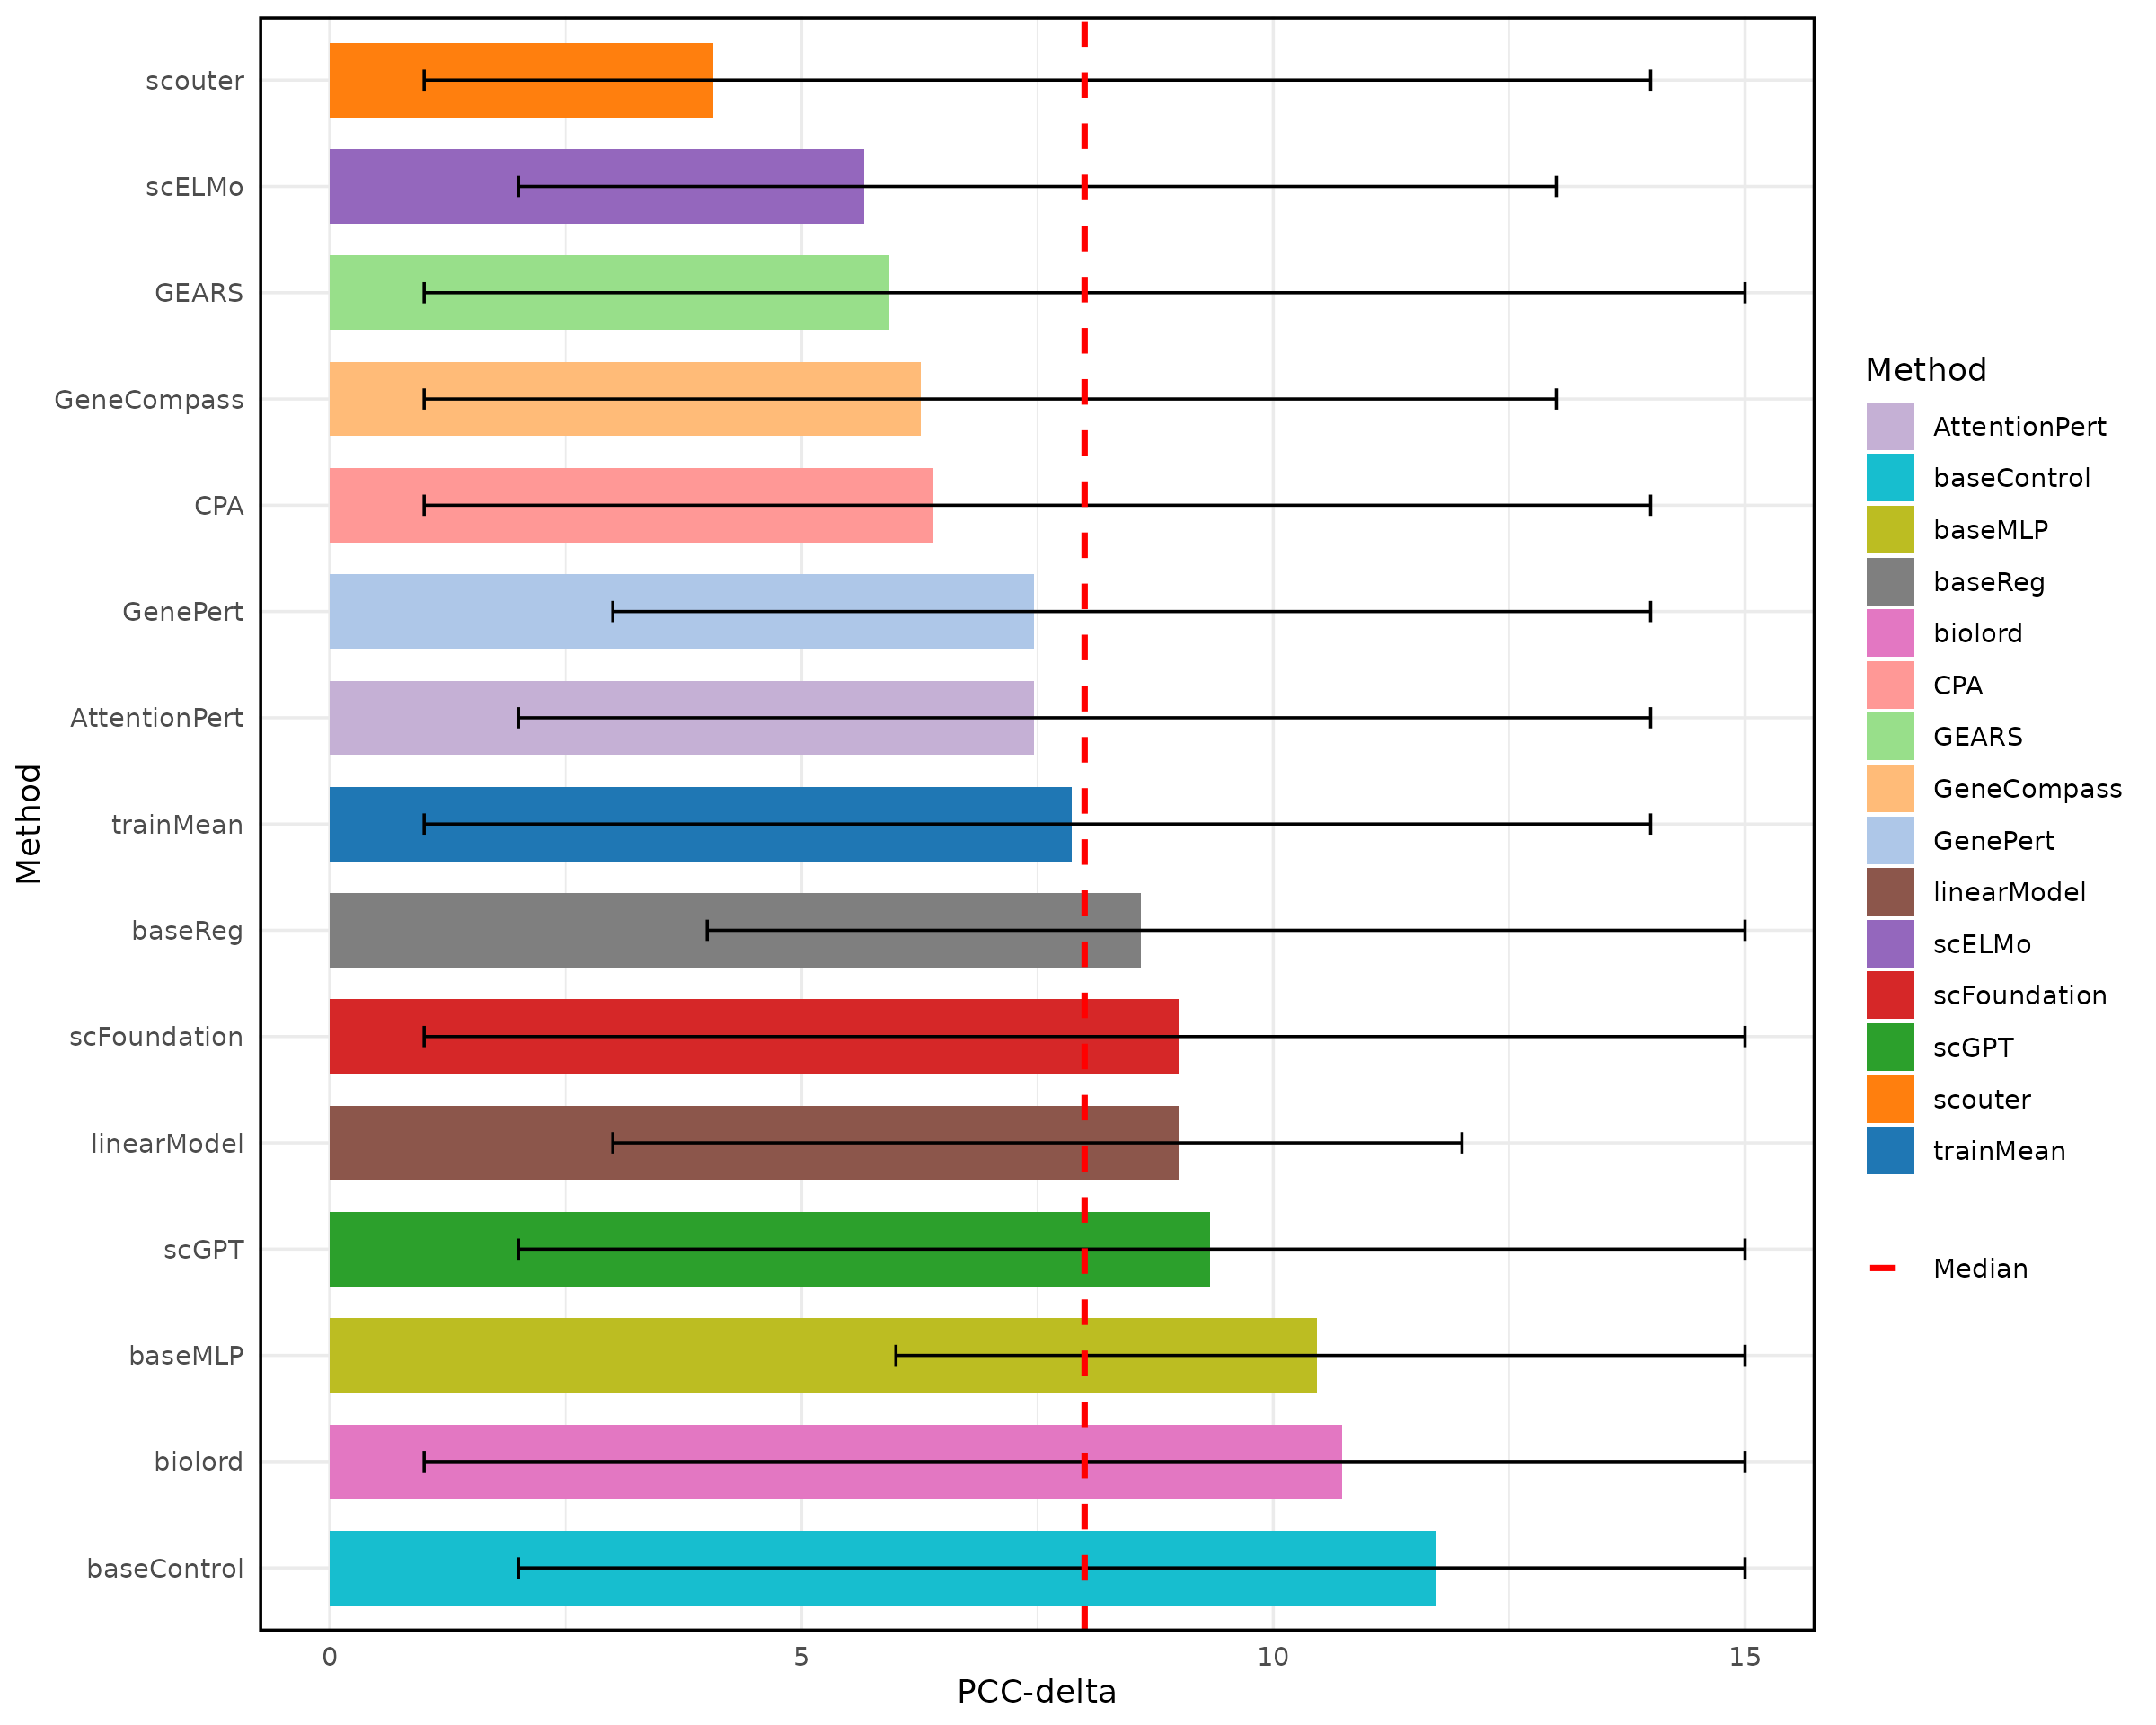 Method
scouter
scELMo
GEARS
GeneCompass
CPA
GenePert
AttentionPert
trainMean
baseReg
scFoundation
linearModel
scGPT
baseMLP
biolord
baseControl
0 5 10 15
PCC-delta
Method
AttentionPert
baseControl
baseMLP
baseReg
biolord
CPA
GEARS
GeneCompass
GenePert
linearModel
scELMo
scFoundation
scGPT
scouter
trainMean
Median